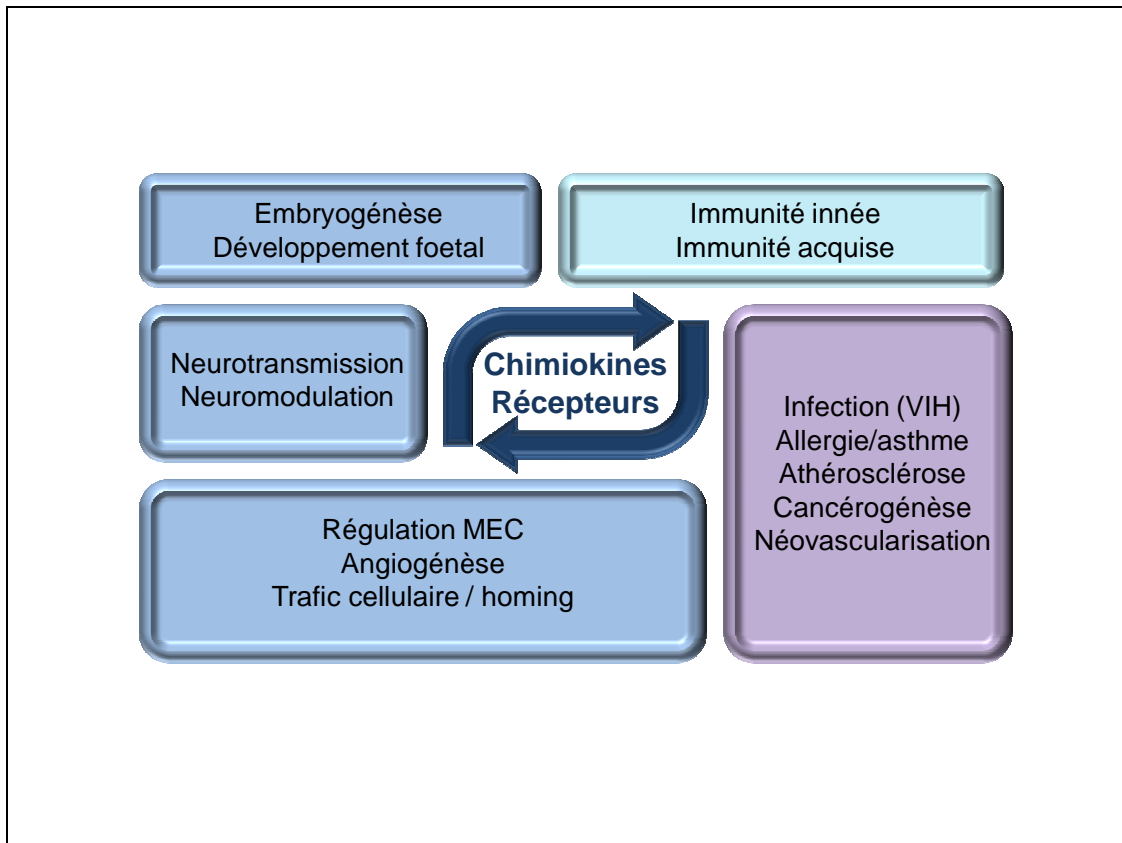 Embryogénèse
Développement foetal
Immunité innée
Immunité acquise
Neurotransmission
Neuromodulation
Chimiokines
Récepteurs
Infection (VIH)
Allergie/asthme
Athérosclérose
Cancérogénèse
Néovascularisation
Régulation MEC
Angiogénèse
Trafic cellulaire / homing